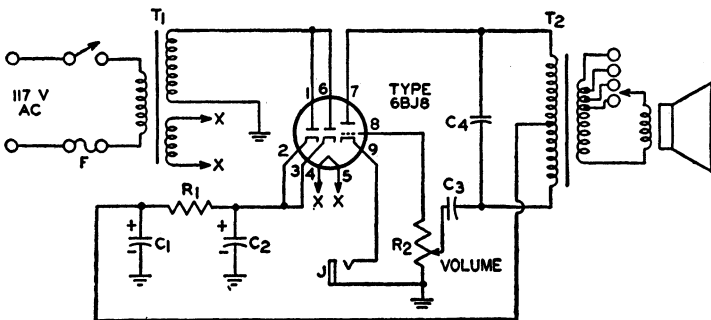 T1
T2
117 V
AC
F
X
X
1
6
7
TYPE
6BJ8
8
2
9
3
4
5
X
X
C4
R1
+
-
C1
+
-
C2
J
R2
C3
VOLUME